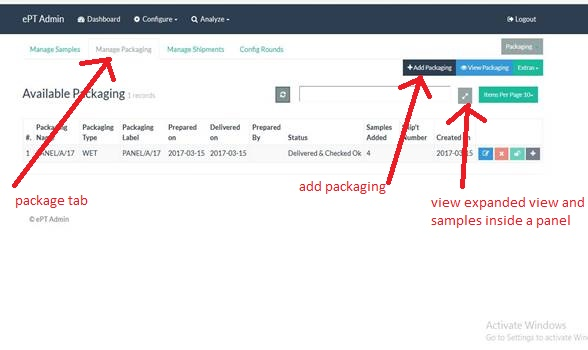 ePT Admin Dashboard Configure Analyze Logout
Manage Samples Manage Packaging Manage Shipments Config Rounds Packaging
Add Packaging View Packaging Extras
Available Packaging 1 records Items Per Page 10
#. Packaging Name Packaging Type Packaging Label Prepared on Delivered on Prepared By Status Samples Added Number Created
1 PANEL/A/17 WET PANEL/A/17 2017-03-15 2017-03-15 Delivered & Checked Ok 4 2017-03-15
package tab
add packaging
view expanded view and
samples inside a panel
© ePT Admin
Activate Windows
Go to Settings to activate Win